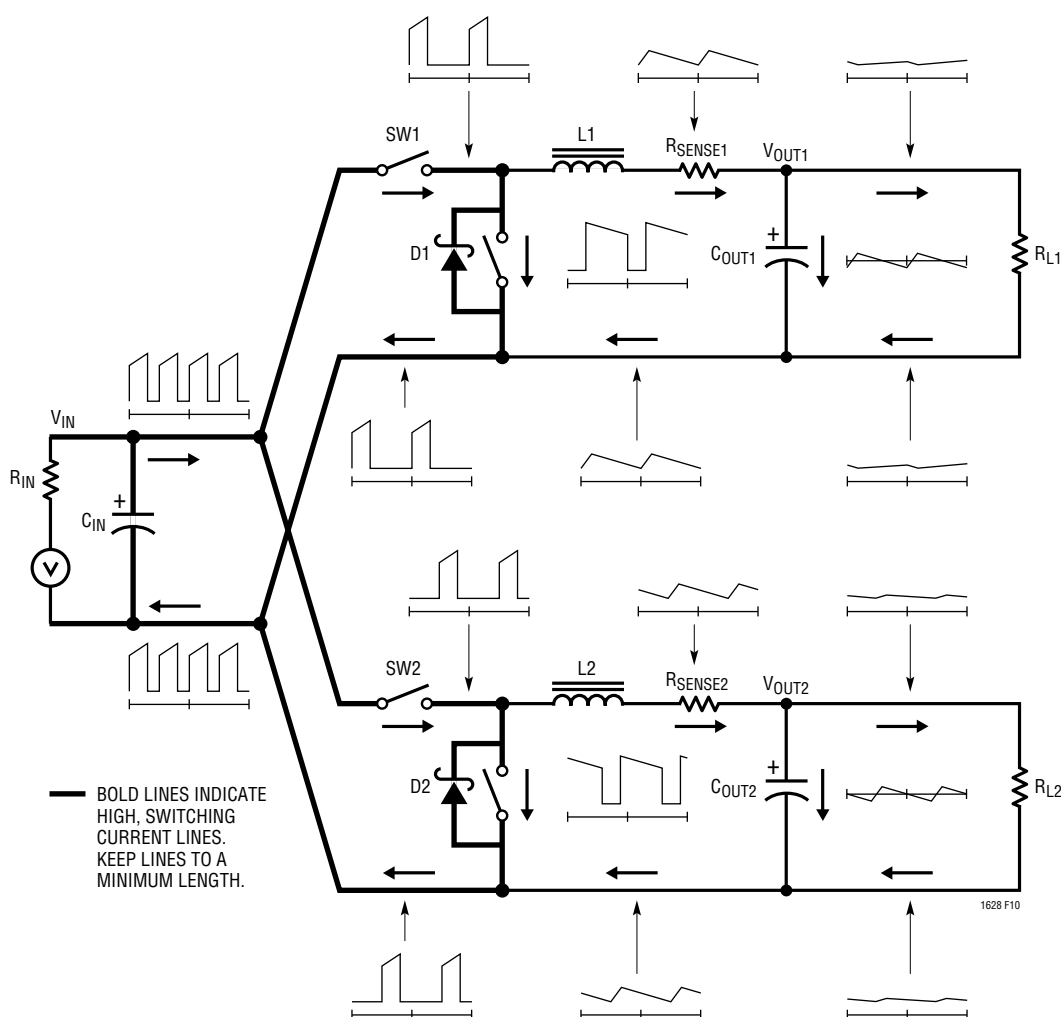 SW1
L1
RSENSE1
VOUT1
D1
COUT1
+
RL1
VIN
RIN
+
CIN
V
SW2
L2
RSENSE2
VOUT2
D2
COUT2
+
RL2
BOLD LINES INDICATE
HIGH, SWITCHING
CURRENT LINES.
KEEP LINES TO A
MINIMUM LENGTH.
1628 F10